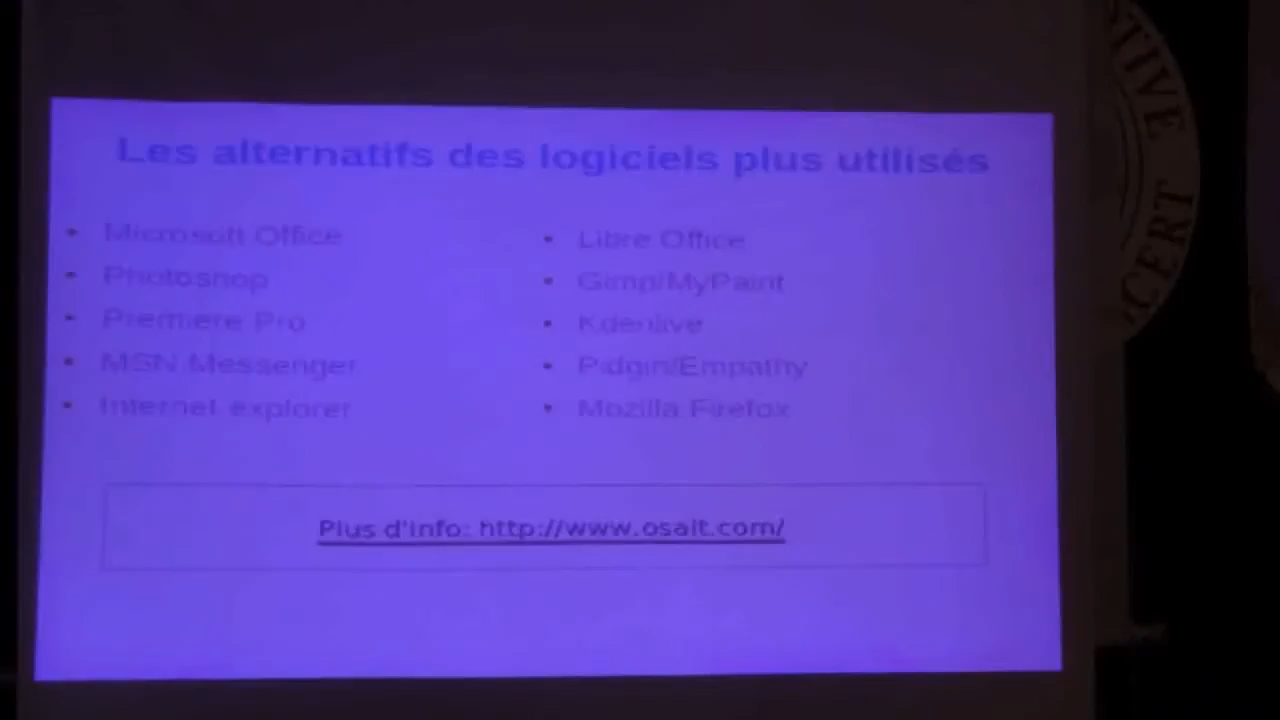 Les alternatifs des logiciels plus utilisés
• Microsoft Office
• Photoshop
• Premiere Pro
• MSN Messenger
• Internet explorer
• Libre Office
• Gimp/MyPaint
• Kdenlive
• Pidgin/Empathy
• Mozilla Firefox
Plus d'info: http://www.osalt.com/